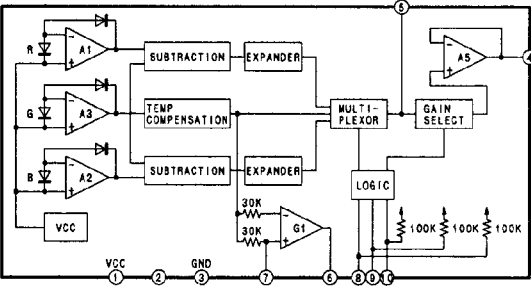 5
R
A1
SUBTRACTION
EXPANDER
A5
4
G
A3
TEMP
COMPENSATION
MULTI-
PLEXOR
GAIN
SELECT
B
A2
SUBTRACTION
EXPANDER
LOGIC
VCC
30K
30K
G1
100K
100K
100K
VCC
GND
1
2
3
7
6
8
9
10